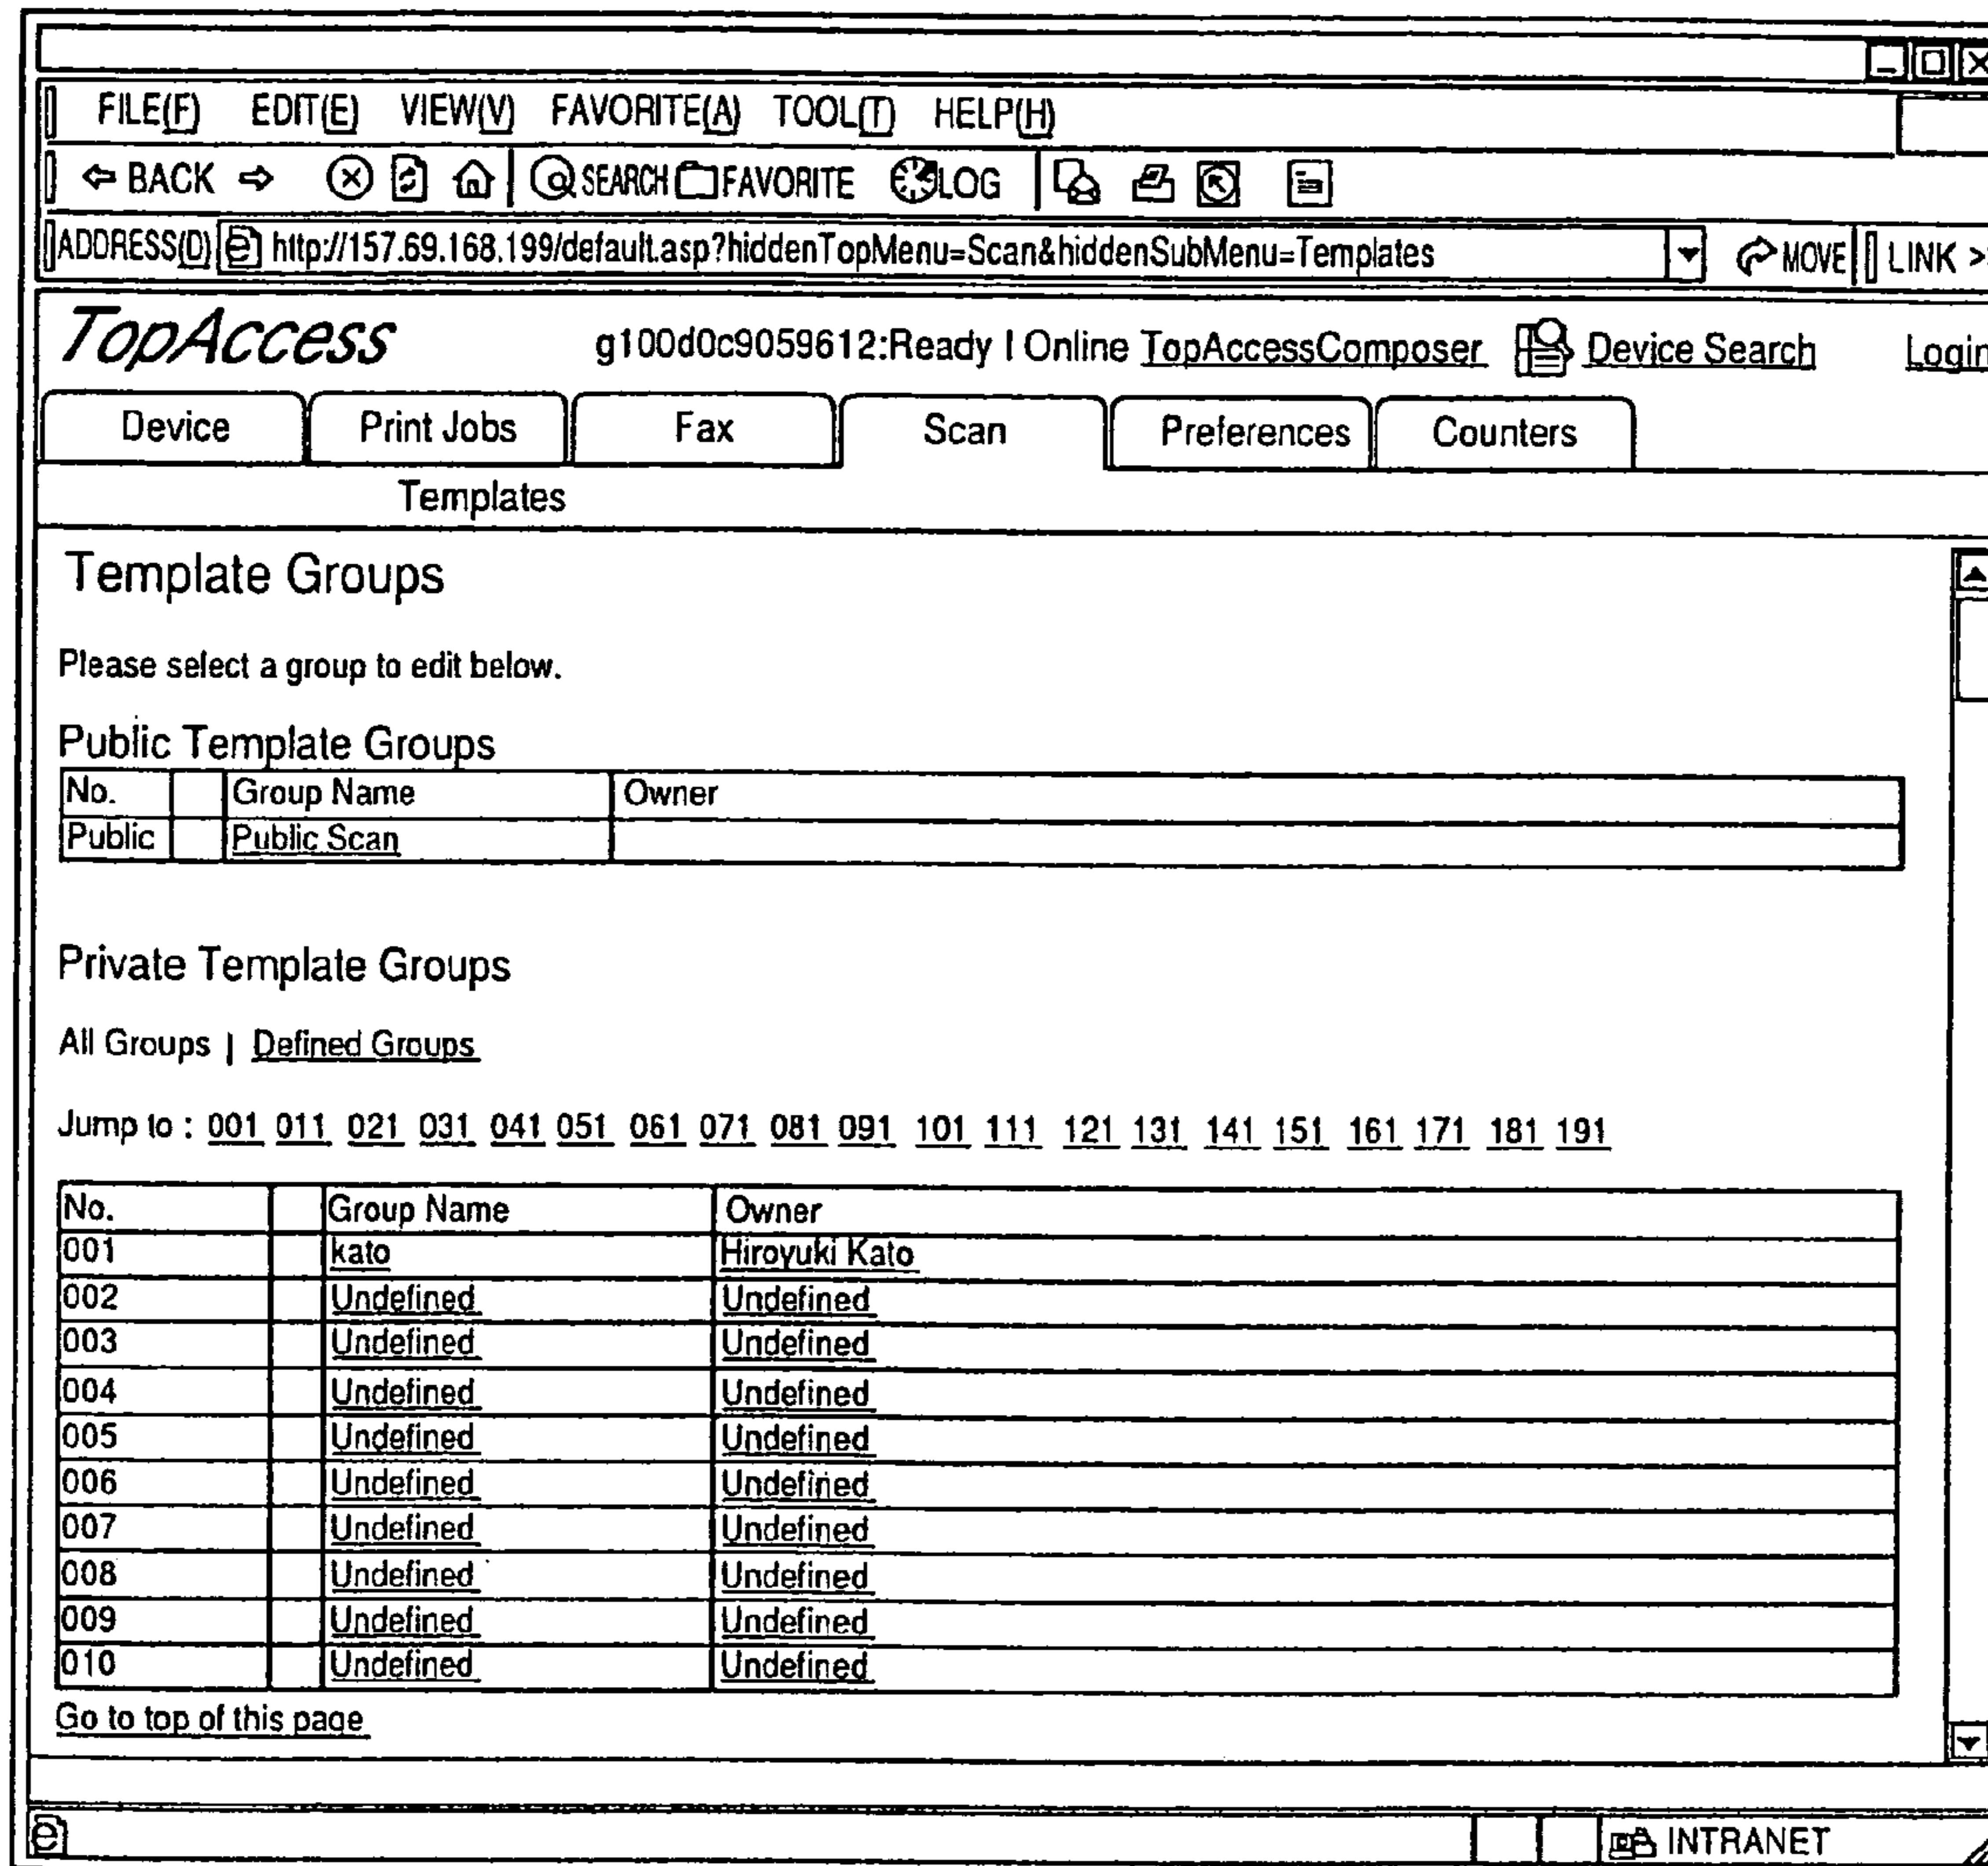 FILE(F) EDIT(E) VIEW(V) FAVORITE(A) TOOL(T) HELP(H)
BACK SEARCH FAVORITE LOG
ADDRESS(D) http://157.69.168.199/default.asp?hiddenTopMenu=Scan&hiddenSubMenu=Templates MOVE LINK >>
TopAccess g100d0c9059612:Ready I Online TopAccessComposer Device Search Login
Device Print Jobs Fax Scan Preferences Counters
Templates
Template Groups
Please select a group to edit below.
Public Template Groups
No. Group Name Owner
Public Public Scan
Private Template Groups
All Groups | Defined Groups
Jump to : 001 011 021 031 041 051 061 071 081 091 101 111 121 131 141 151 161 171 181 191
No. Group Name Owner
001 kato Hiroyuki Kato
002 Undefined Undefined
003 Undefined Undefined
004 Undefined Undefined
005 Undefined Undefined
006 Undefined Undefined
007 Undefined Undefined
008 Undefined Undefined
009 Undefined Undefined
010 Undefined Undefined
Go to top of this page
INTRANET